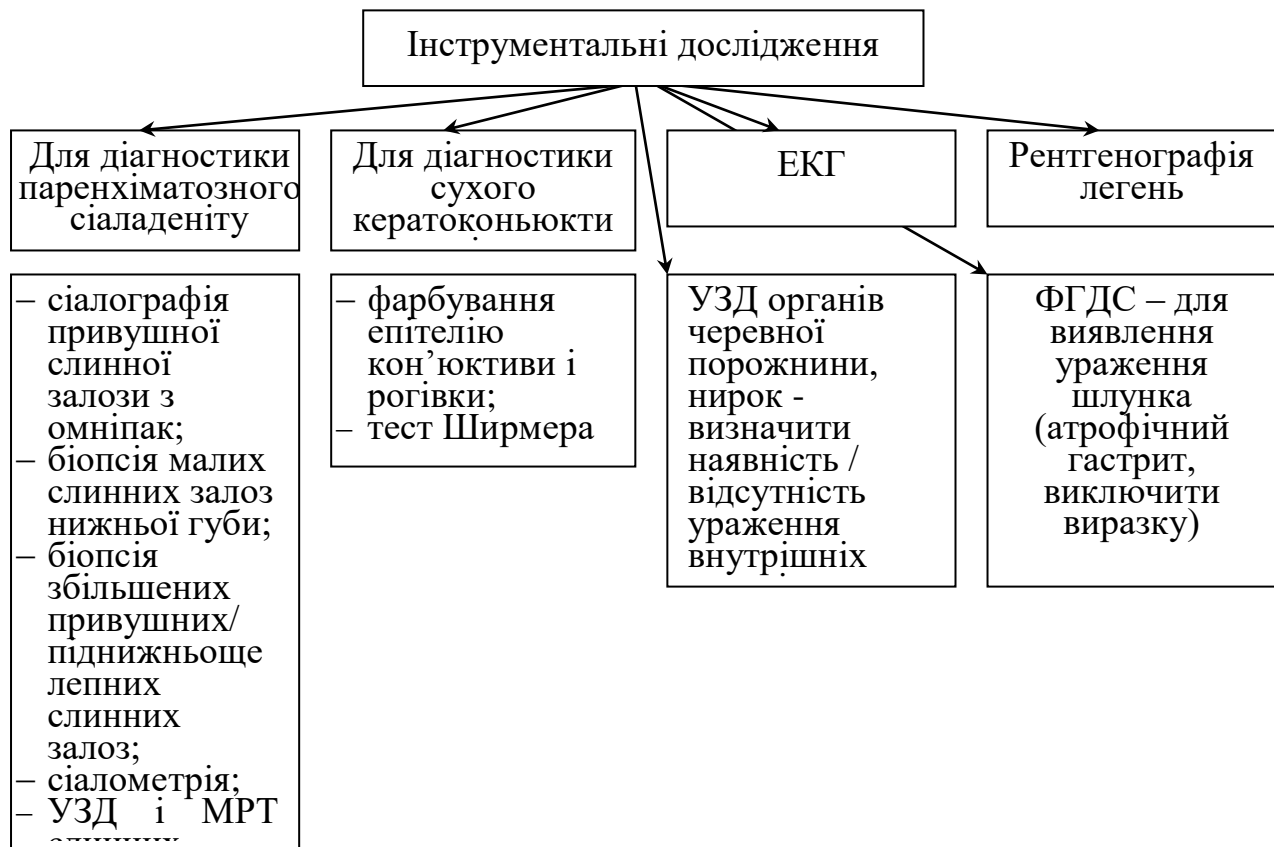 Інструментальні дослідження
Для діагностики
паренхіматозного
сіаладеніту
Для діагностики
сухого
кератоконьюкти
ЕКГ
Рентгенографія
легень
– сіалографія
привушної
слинної
залози з
омніпак;
– біопсія малих
слинних залоз
нижньої губи;
– біопсія
збільшених
привушних/
піднижньоще
лепних
слинних
залоз;
– сіалометрія;
– УЗД і МРТ
– фарбування
епітелію
кон’юктиви і
рогівки;
– тест Ширмера
УЗД органів
черевної
порожнини,
нирок -
визначити
наявність /
відсутність
ураження
внутрішніх
ФГДС – для
виявлення
ураження
шлунка
(атрофічний
гастрит,
виключити
виразку)